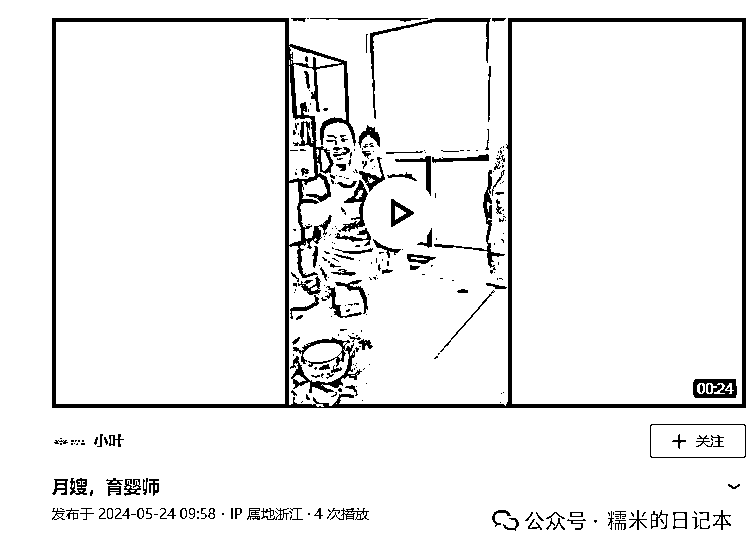 00:24
小叶
+ 关注
月嫂，育婴师
发布于 2024-05-24 09:58 · IP 属地浙江 · 4 次播放
公众号 · 糯米的日记本